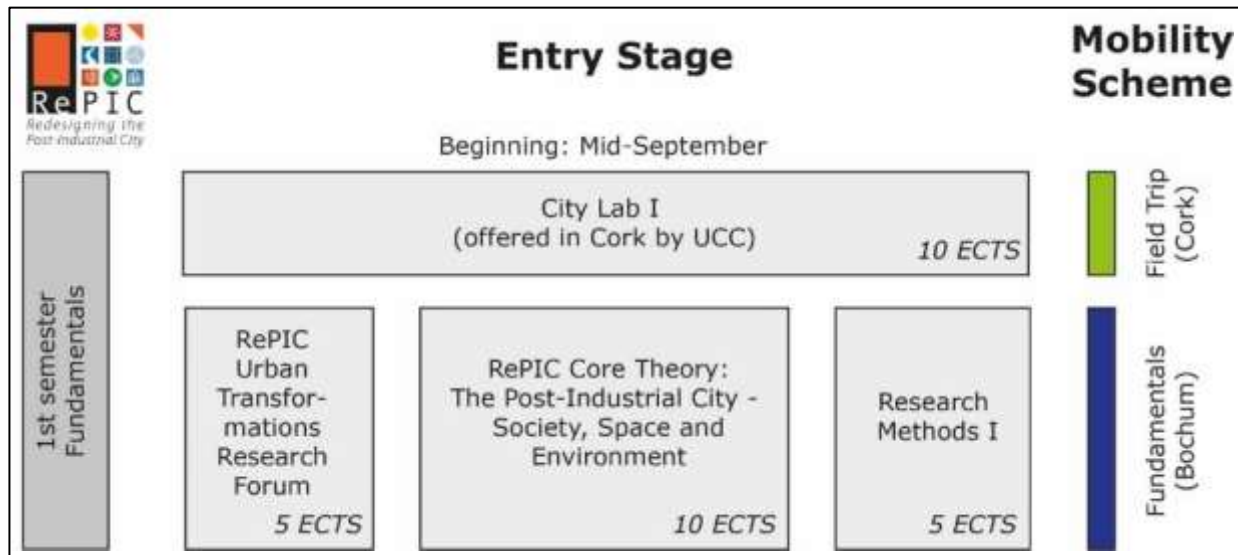 RePIC
Redesigning the
Post-Industrial City
Entry Stage
Mobility
Scheme
Beginning: Mid-September
1st semester
Fundamentals
City Lab I
(offered in Cork by UCC)
10 ECTS
Field Trip
(Cork)
RePIC
Urban
Transfor-
mations
Research
Forum
5 ECTS
RePIC Core Theory:
The Post-Industrial City -
Society, Space and
Environment
10 ECTS
Research
Methods I
5 ECTS
Fundamentals
(Bochum)